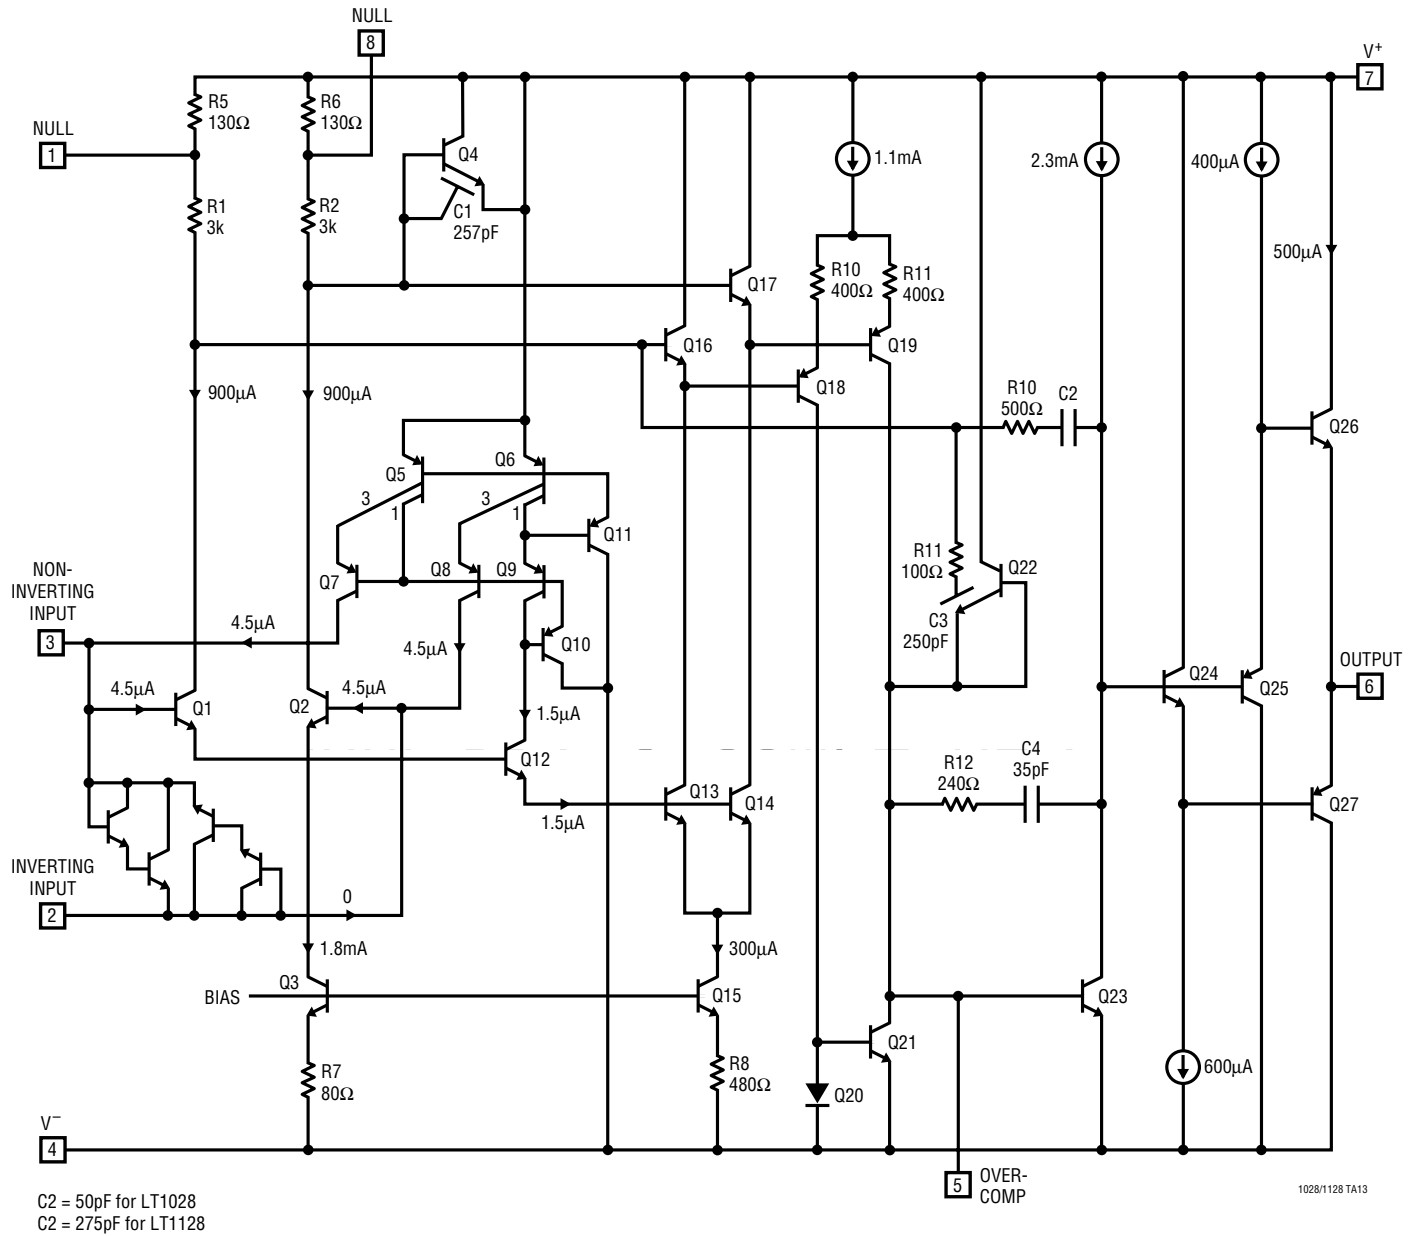 NULL
8
V+
7
R5
130Ω
R6
130Ω
NULL
1
Q4
1.1mA
2.3mA
400μA
R1
3k
R2
3k
C1
257pF
500μA
R10
400Ω
R11
400Ω
Q17
Q16
Q19
Q18
900μA
900μA
R10
500Ω
C2
Q26
Q5
Q6
3
1
3
1
Q11
R11
100Ω
Q22
NON-
INVERTING
INPUT
3
Q7
Q8
Q9
C3
250pF
4.5μA
4.5μA
Q10
OUTPUT
6
4.5μA
Q1
Q2
4.5μA
1.5μA
Q24
Q25
Q12
R12
240Ω
C4
35pF
Q13
Q14
1.5μA
Q27
INVERTING
INPUT
2
0
1.8mA
300μA
Q3
BIAS
Q15
Q23
Q21
R7
80Ω
R8
480Ω
Q20
600μA
V−
4
5
OVER-
COMP
1028/1128 TA13
C2 = 50pF for LT1028
C2 = 275pF for LT1128